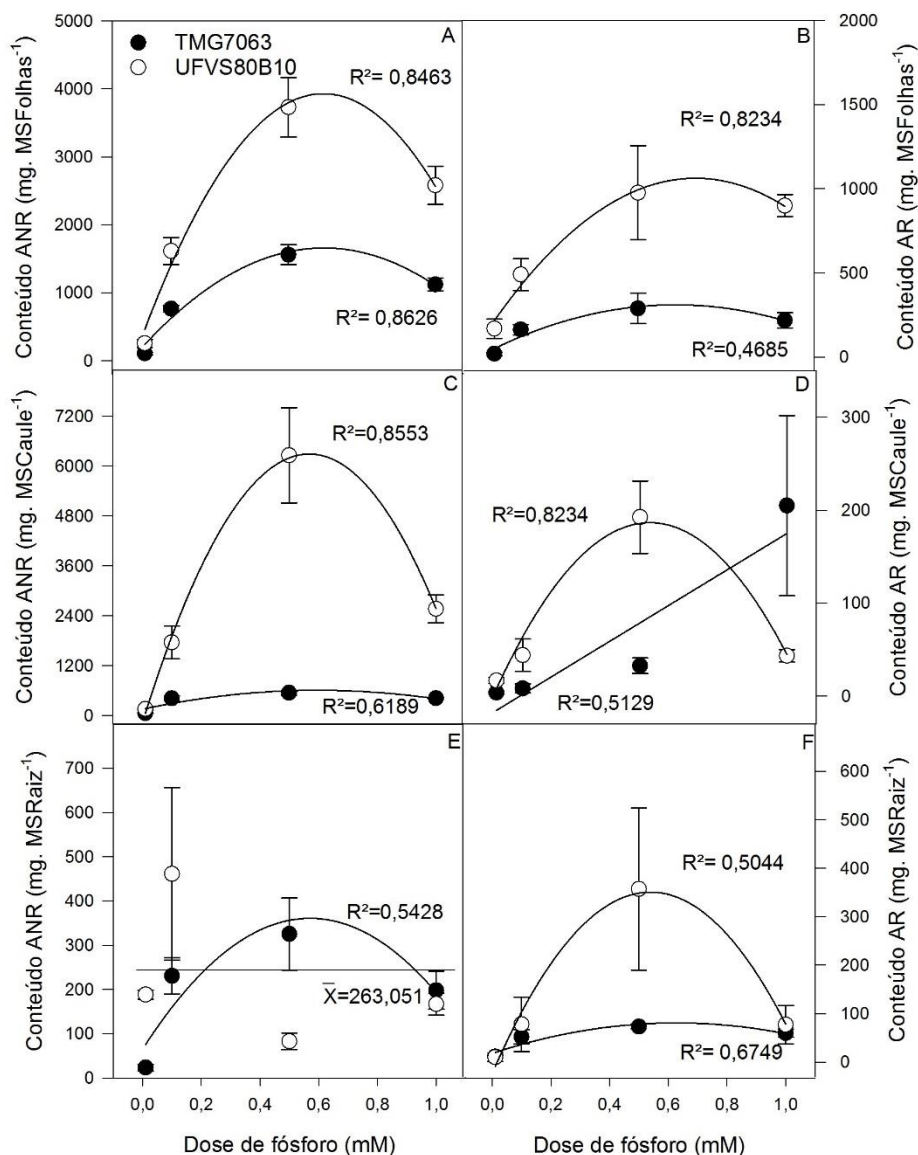 5000
4000
3000
2000
1000
0
Conteúdo ANR (mg. MSFolhas⁻¹)
TMG7063
UFVS80B10
A
R²= 0,8463
R²= 0,8626
B
R²= 0,8234
R²=0,4685
2000
1500
1000
500
0
Conteúdo AR (mg. MSFolhas⁻¹)
7200
6000
4800
3600
2400
1200
0
Conteúdo ANR (mg. MSCaule⁻¹)
C
R²=0,8553
R²=0,6189
D
R²=0,8234
R²=0,5129
300
200
100
0
Conteúdo AR (mg. MSCaule⁻¹)
700
600
500
400
300
200
100
0
Conteúdo ANR (mg. MSRaiz⁻¹)
E
R²=0,5428
X̄=263,051
F
R²= 0,5044
R²= 0,6749
600
500
400
300
200
100
0
Conteúdo AR (mg. MSRaiz⁻¹)
0,0 0,2 0,4 0,6 0,8 1,0
0,0 0,2 0,4 0,6 0,8 1,0
Dose de fósforo (mM)
Dose de fósforo (mM)